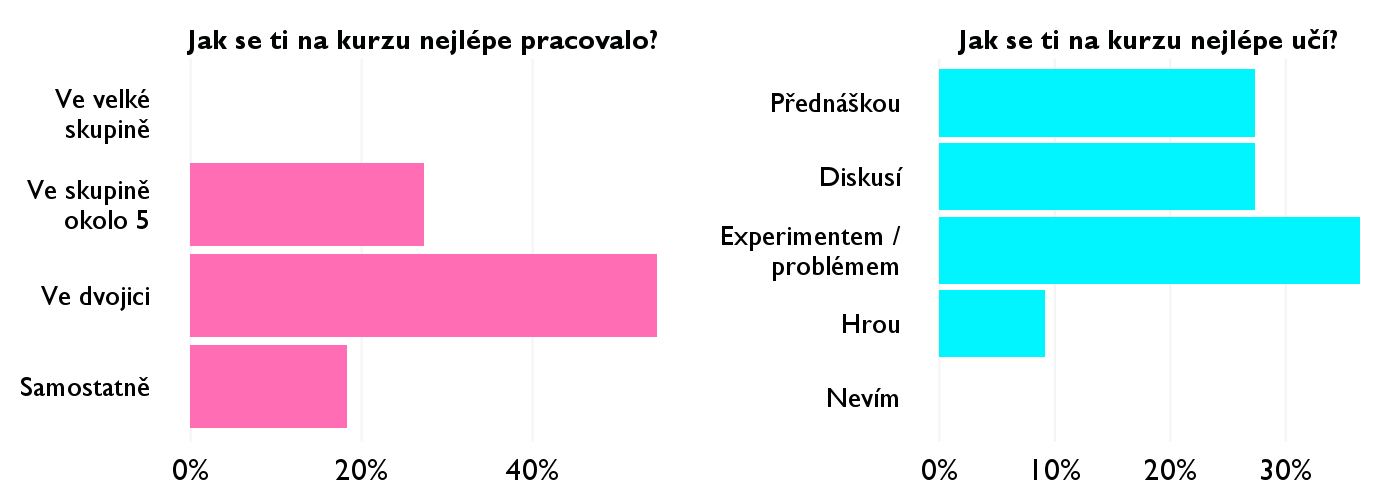 Jak se ti na kurzu nejlépe pracovalo?
Ve velké
skupině
Ve skupině
okolo 5
Ve dvojici
Samostatně
0%
20%
40%
Jak se ti na kurzu nejlépe učí?
Přednáškou
Diskusí
Experimentem /
problémem
Hrou
Nevím
0%
10%
20%
30%